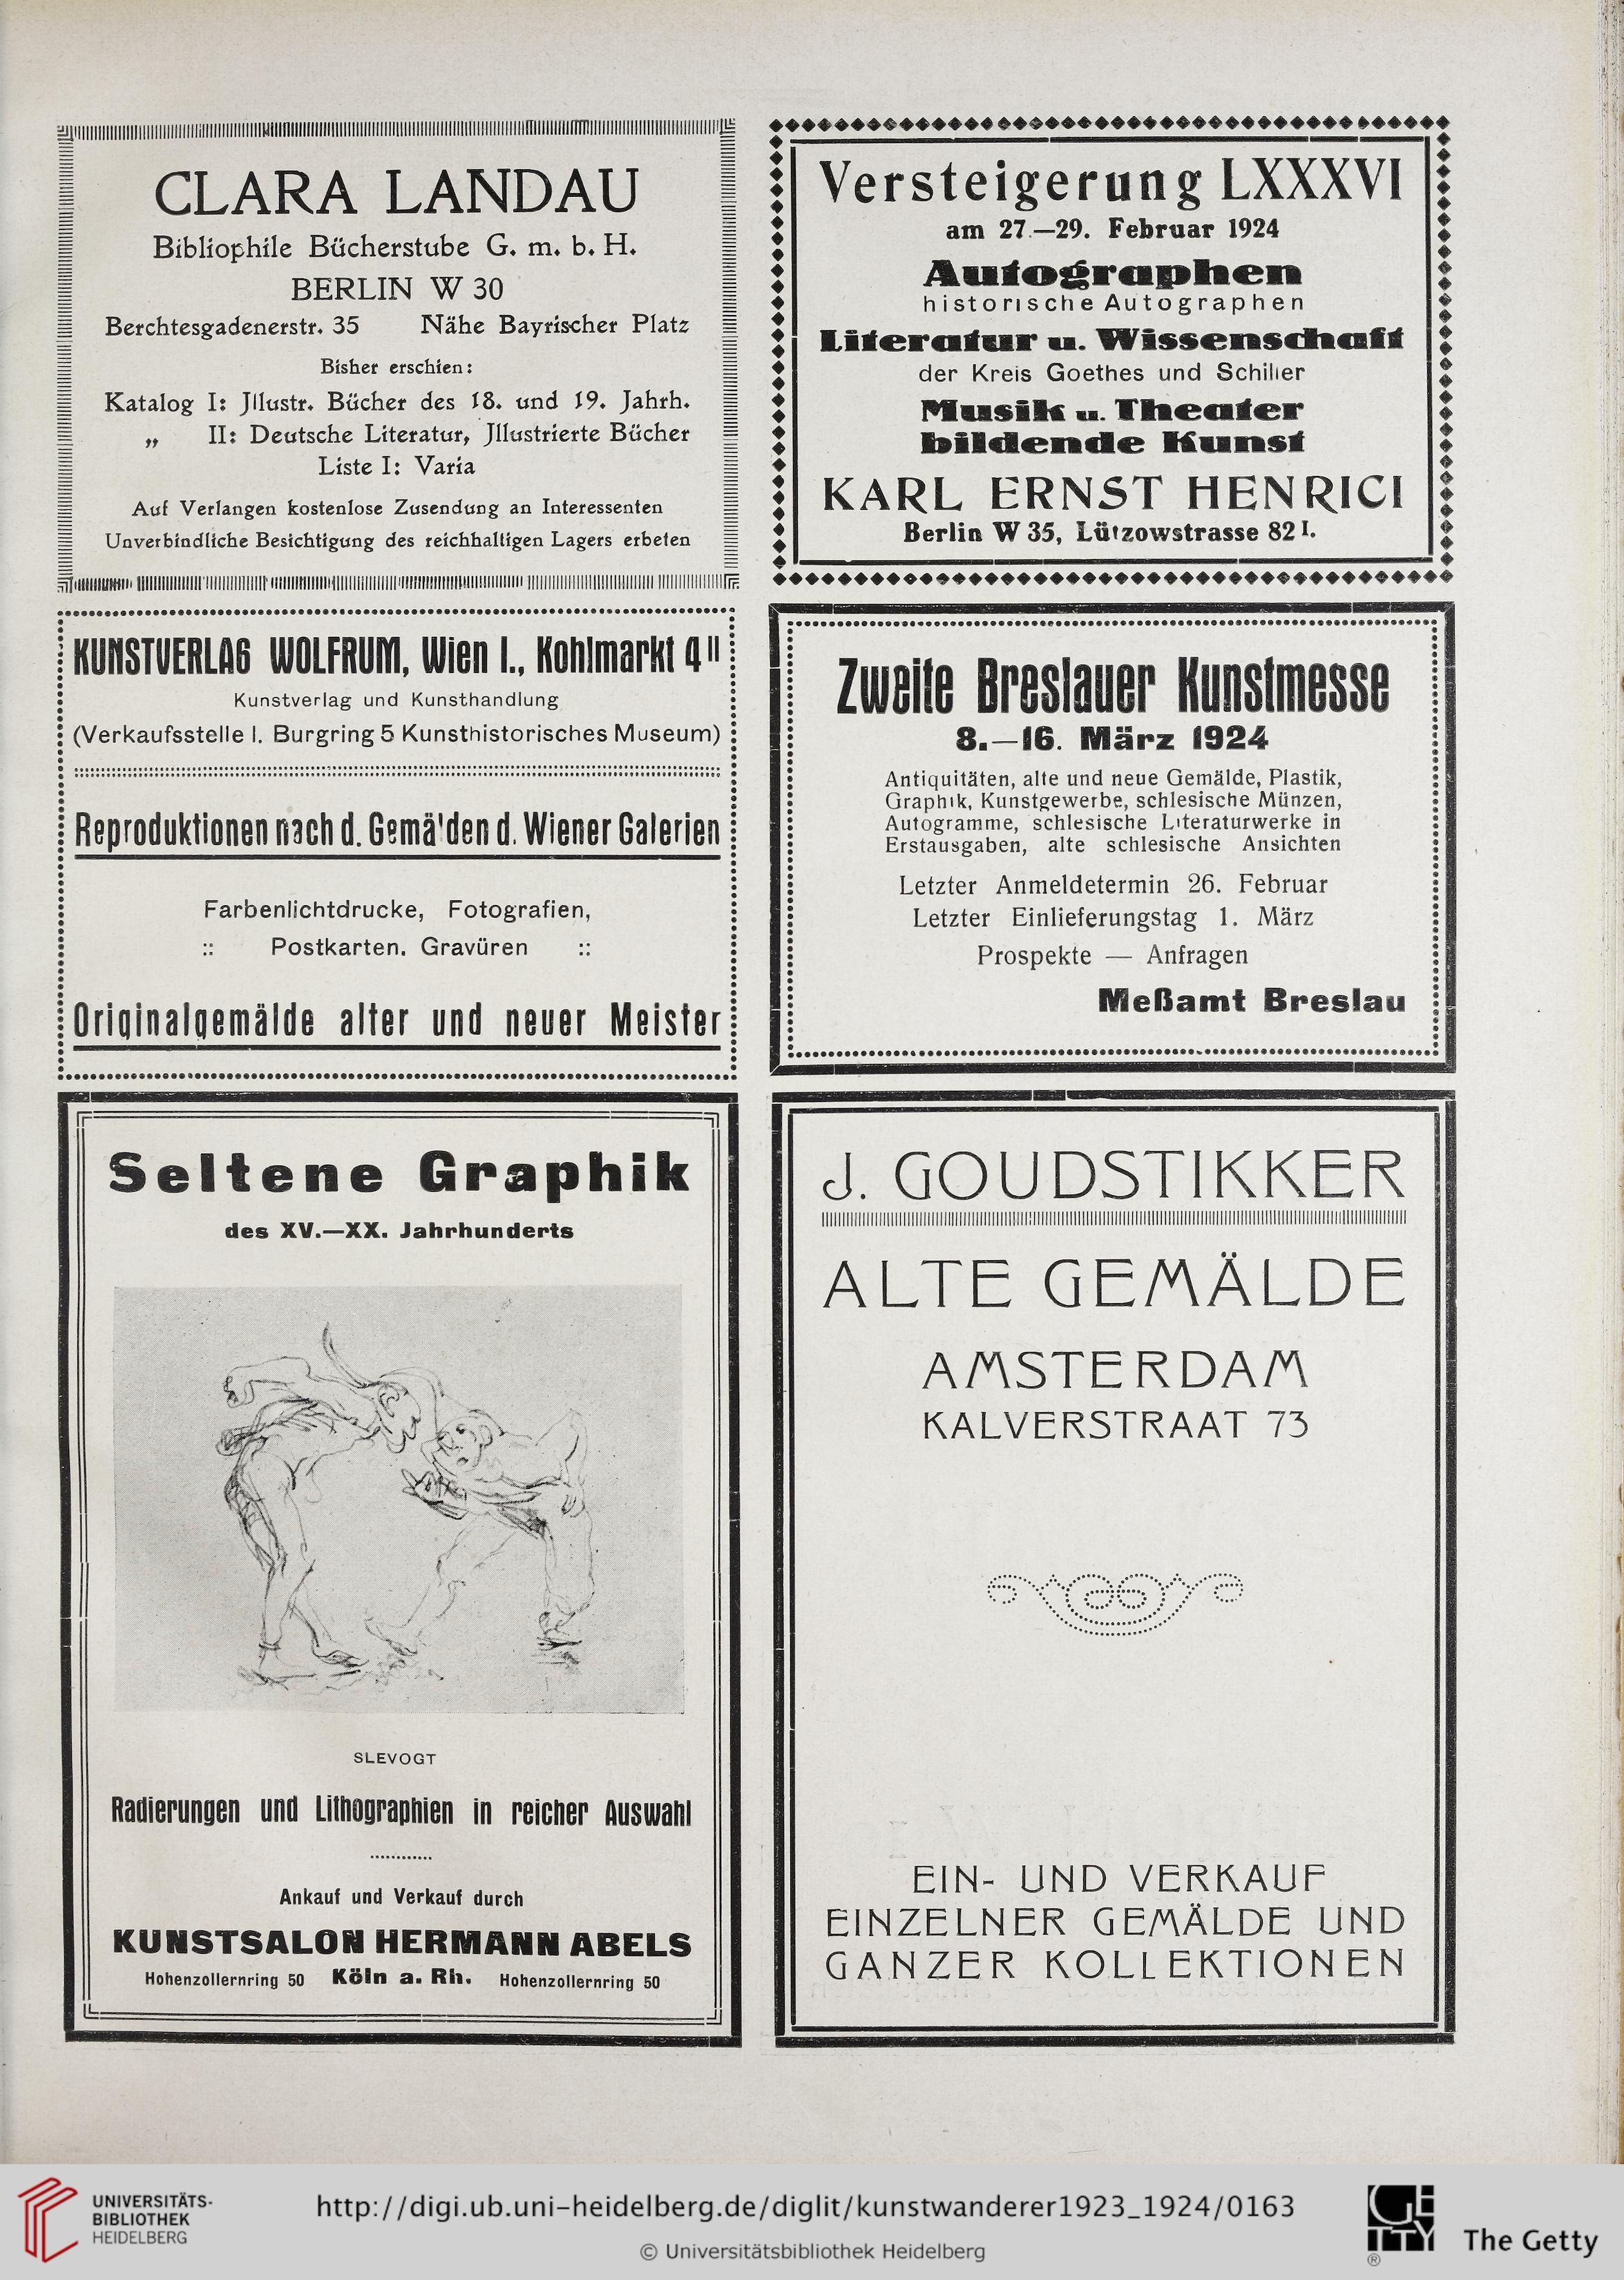 CLARA LANDAU
Bibliophile Bücherstube G. m. b. H.
BERLIN W 30
Berchtesgadenerstr. 35 Nähe Bayrischer Platz
Bisher erschien:
Katalog I: Jllustr. Bücher des 18. und 19. Jahrh.
„ II: Deutsche Literatur, Jllustrierte Bücher
Liste I: Varia
Auf Verlangen kostenlose Zusendung an Interessenten
Unverbindliche Besichtigung des reichhaltigen Lagers erbeten
Versteigerung LXXXVI
am 27.—29. Februar 1924
Autographen
historische Autographen
Literatur u. Wissenschaft
der Kreis Goethes und Schiller
Musik u. Theater
bildende Kunst
KARL ERNST HENRICI
Berlin W 35, Lützowstrasse 82 I.
KUNSTVERLAG WOLFRUM, Wien I., Kohlmarkt 4 II
Kunstverlag und Kunsthandlung
(Verkaufsstelle I. Burgring 5 Kunsthistorisches Museum)
Reproduktionen nach d. Gemälden d. Wiener Galerien
Farbenlichtdrucke, Fotografien,
:: Postkarten. Gravüren ::
Originalgemälde alter und neuer Meister
Zweite Breslauer Kunstmesse
8.—16. März 1924
Antiquitäten, alte und neue Gemälde, Plastik,
Graphik, Kunstgewerbe, schlesische Münzen,
Autogramme, schlesische Literaturwerke in
Erstausgaben, alte schlesische Ansichten
Letzter Anmeldetermin 26. Februar
Letzter Einlieferungstag 1. März
Prospekte — Anfragen
Meßamt Breslau
Seltene Graphik
des XV.—XX. Jahrhunderts
SLEVOGT
Radierungen und Lithographien in reicher Auswahl
Ankauf und Verkauf durch
KUNSTSALON HERMANN ABELS
Hohenzollernring 50 Köln a. Rh. Hohenzollernring 50
J. GOUDSTIKKER
ALTE GEMÄLDE
AMSTERDAM
KALVERSTRAAT 73
EIN- UND VERKAUF
EINZELNER GEMÄLDE UND
GANZER KOLLEKTIONEN
UNIVERSITÄTS-
BIBLIOTHEK
HEIDELBERG
http://digi.ub.uni-heidelberg.de/diglit/kunstwanderer1923_1924/0163
© Universitätsbibliothek Heidelberg
GETTY
®
The Getty